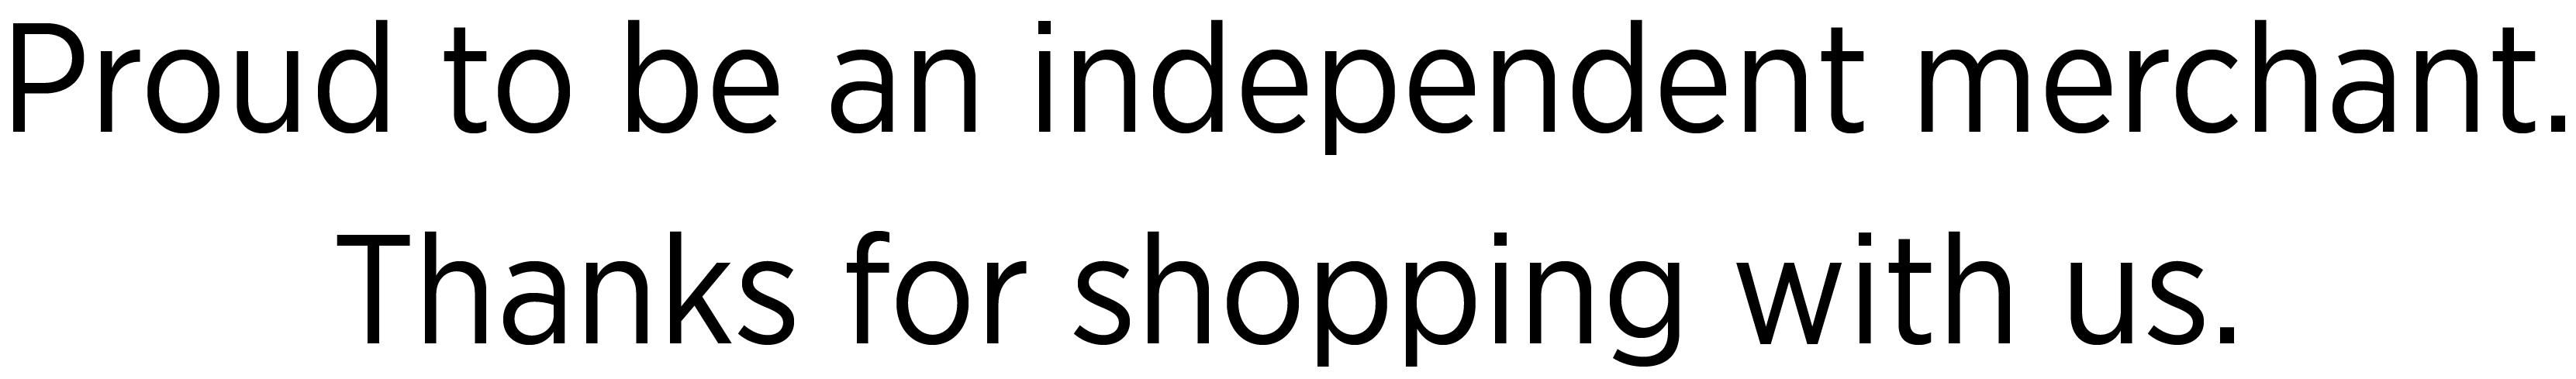 Proud to be an independent merchant.
Thanks for shopping with us.